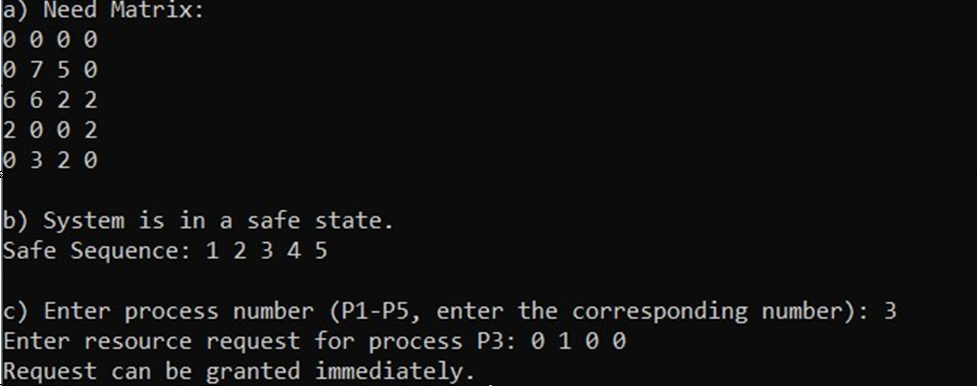 a) Need Matrix:
0 0 0 0
0 7 5 0
6 6 2 2
2 0 0 2
0 3 2 0
b) System is in a safe state.
Safe Sequence: 1 2 3 4 5
c) Enter process number (P1-P5, enter the corresponding number): 3
Enter resource request for process P3: 0 1 0 0
Request can be granted immediately.